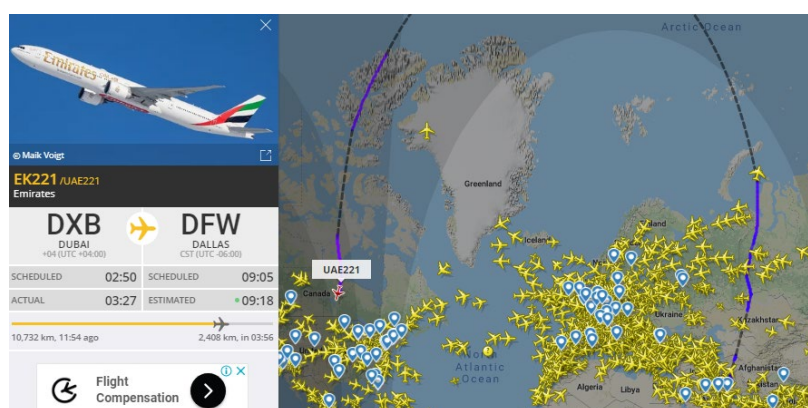 Emirates
© Maik Voigt
EK221 /UAE221
Emirates
DXB
DUBAI
+04 (UTC +04:00)
DFW
DALLAS
CST (UTC -06:00)
SCHEDULED 02:50 SCHEDULED 09:05
ACTUAL 03:27 ESTIMATED 09:18
10,732 km, 11:54 ago 2,408 km, in 03:56
Flight
Compensation
Arctic Ocean
Greenland
Iceland
UAE221
Canada
Ukraine
Kazakhstan
Afghanistan
Atlantic
Ocean
Algeria
Libya